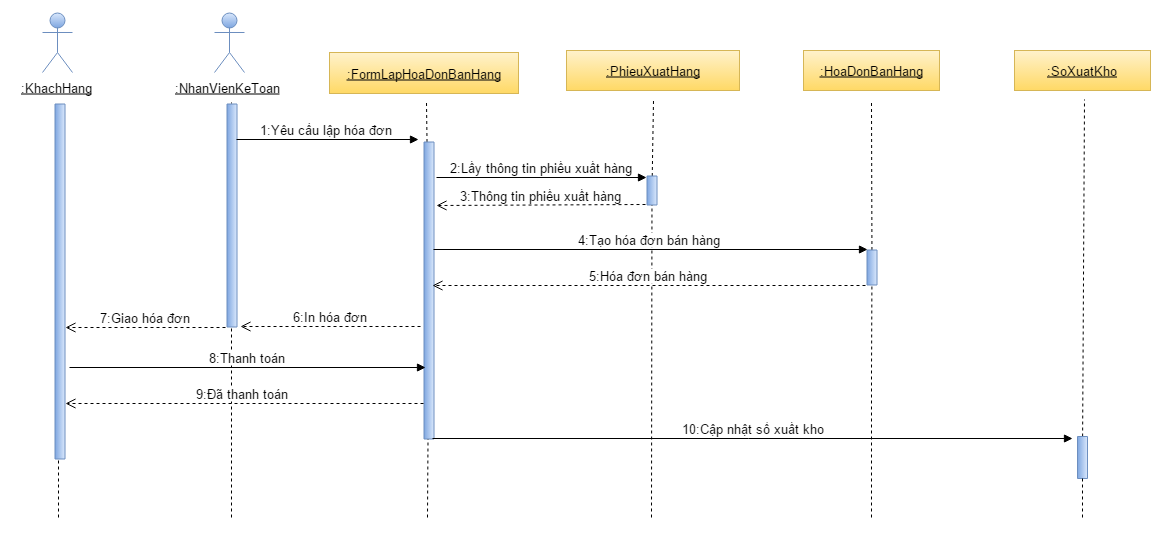 :KhachHang
:NhanVienKeToan
:FormLapHoaDonBanHang
:PhieuXuatHang
:HoaDonBanHang
:SoXuatKho
1:Yêu cầu lập hóa đơn
2:Lấy thông tin phiếu xuất hàng
3:Thông tin phiếu xuất hàng
4:Tạo hóa đơn bán hàng
5:Hóa đơn bán hàng
7:Giao hóa đơn
6:In hóa đơn
8:Thanh toán
9:Đã thanh toán
10:Cập nhật sổ xuất kho